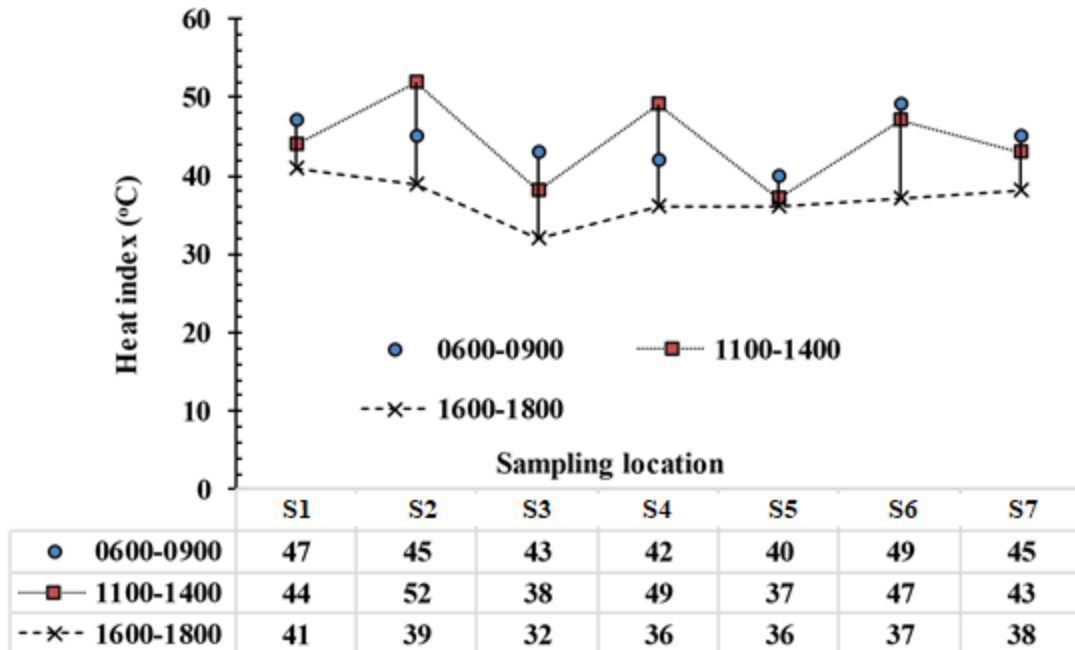 60
50
40
30
20
10
0
Heat index (°C)
0600-0900 1100-1400
1600-1800
Sampling location
S1 S2 S3 S4 S5 S6 S7
0600-0900 47 45 43 42 40 49 45
1100-1400 44 52 38 49 37 47 43
1600-1800 41 39 32 36 36 37 38